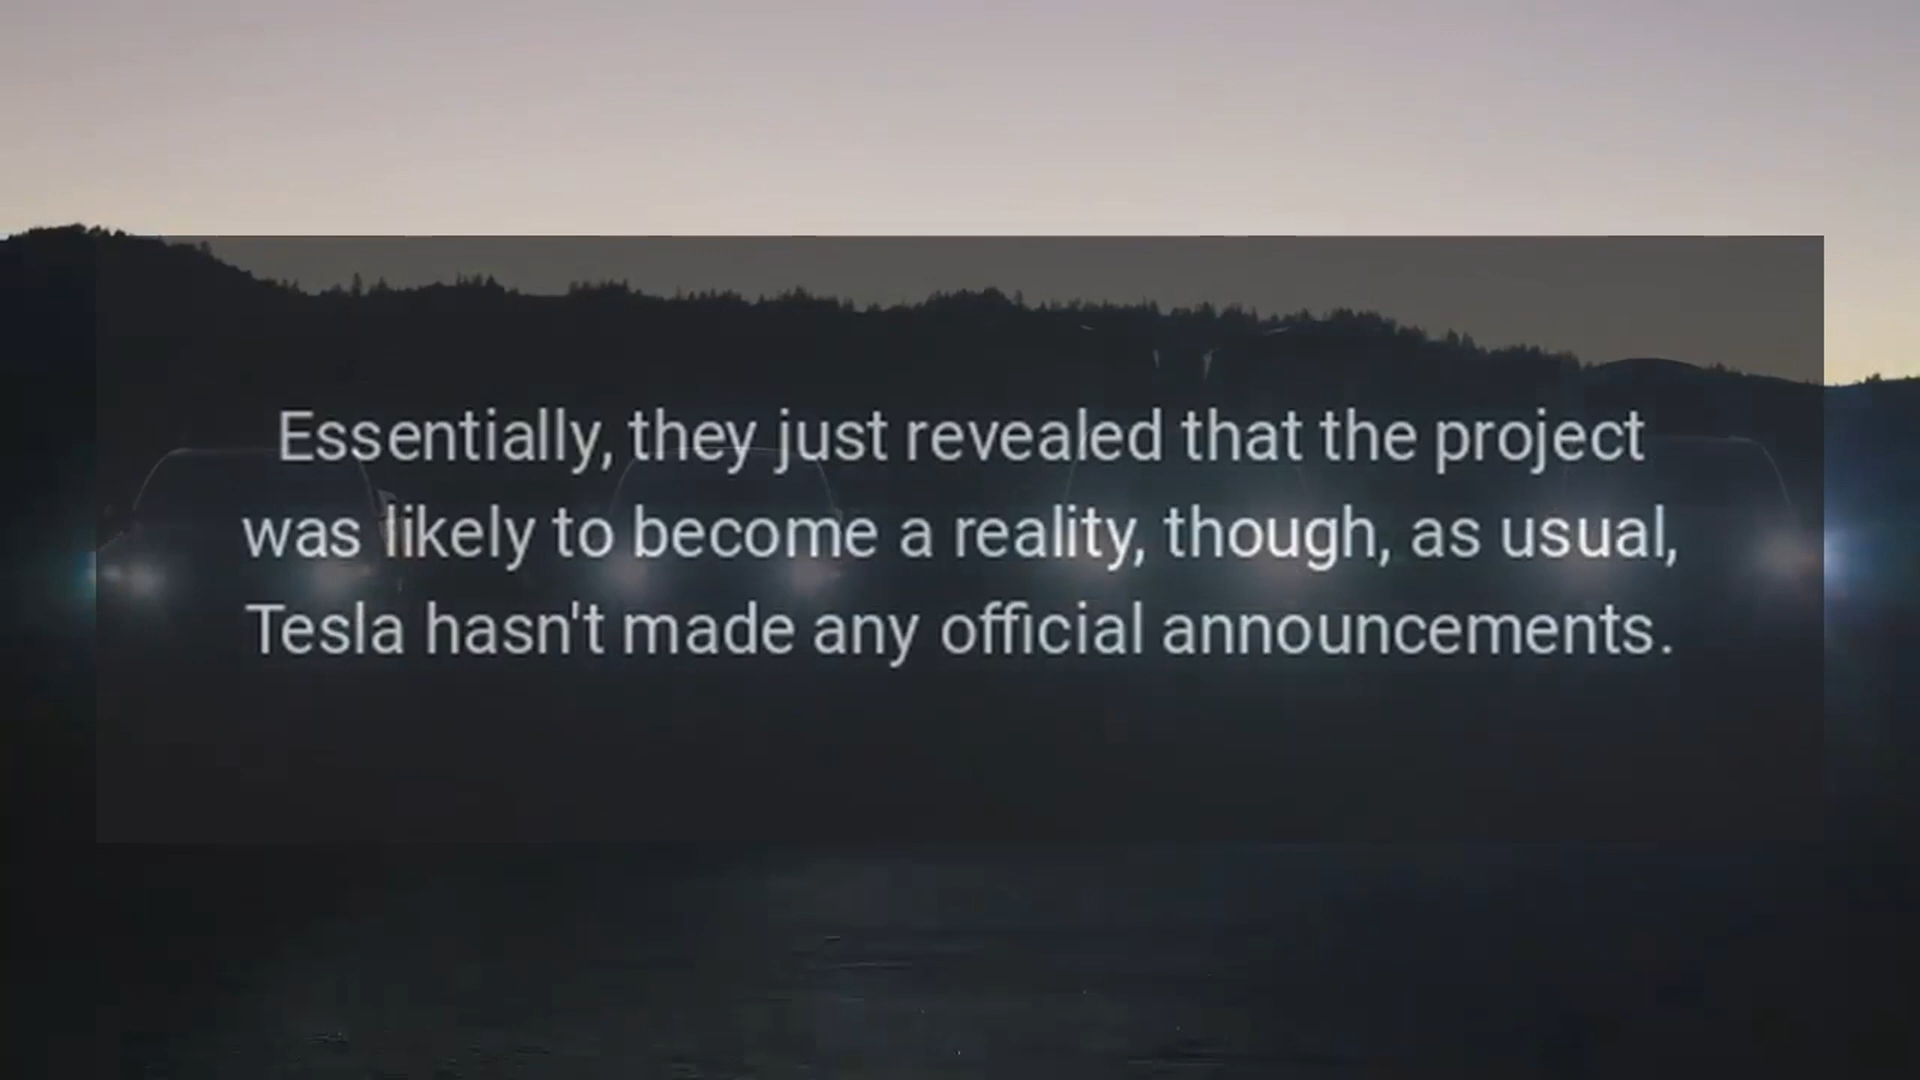 Essentially, they just revealed that the project
was likely to become a reality, though, as usual,
Tesla hasn't made any official announcements.